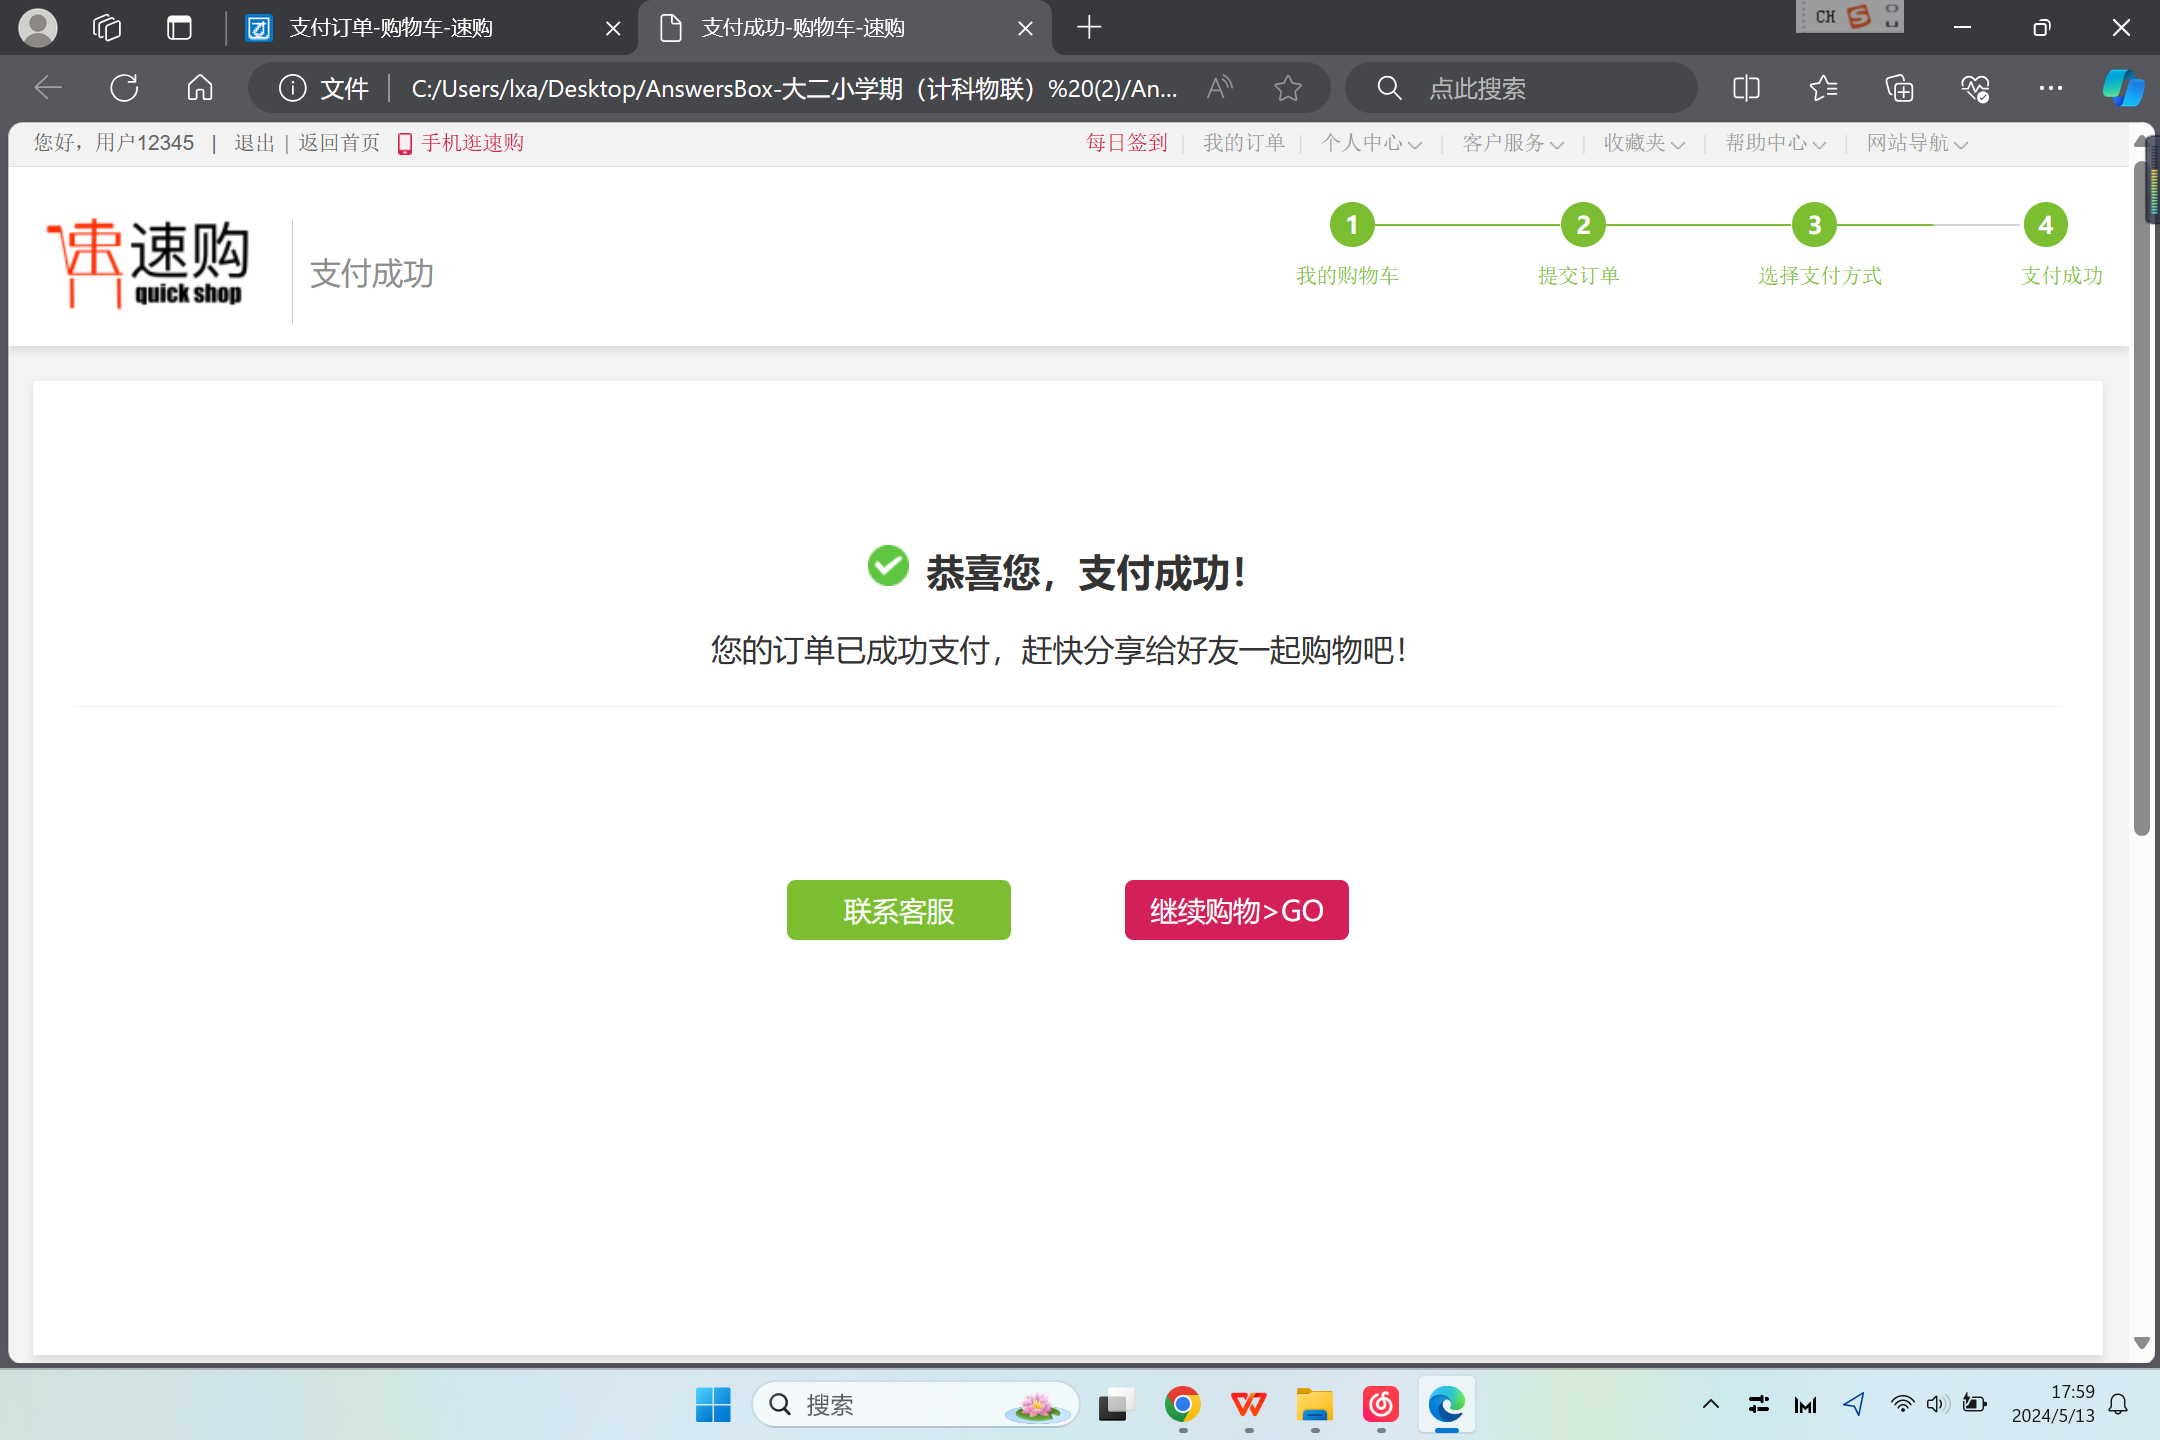 支付订单-购物车-速购
支付成功-购物车-速购
CH
文件
C:/Users/lxa/Desktop/AnswersBox-大二小学期（计科物联）%20(2)/An...
点此搜索
您好，用户12345 | 退出 | 返回首页 手机逛速购
每日签到 | 我的订单 | 个人中心 | 客户服务 | 收藏夹 | 帮助中心 | 网站导航
速购
quick shop
支付成功
1 2 3 4
我的购物车 提交订单 选择支付方式 支付成功
恭喜您，支付成功！
您的订单已成功支付，赶快分享给好友一起购物吧！
联系客服
继续购物>GO
搜索
17:59
2024/5/13